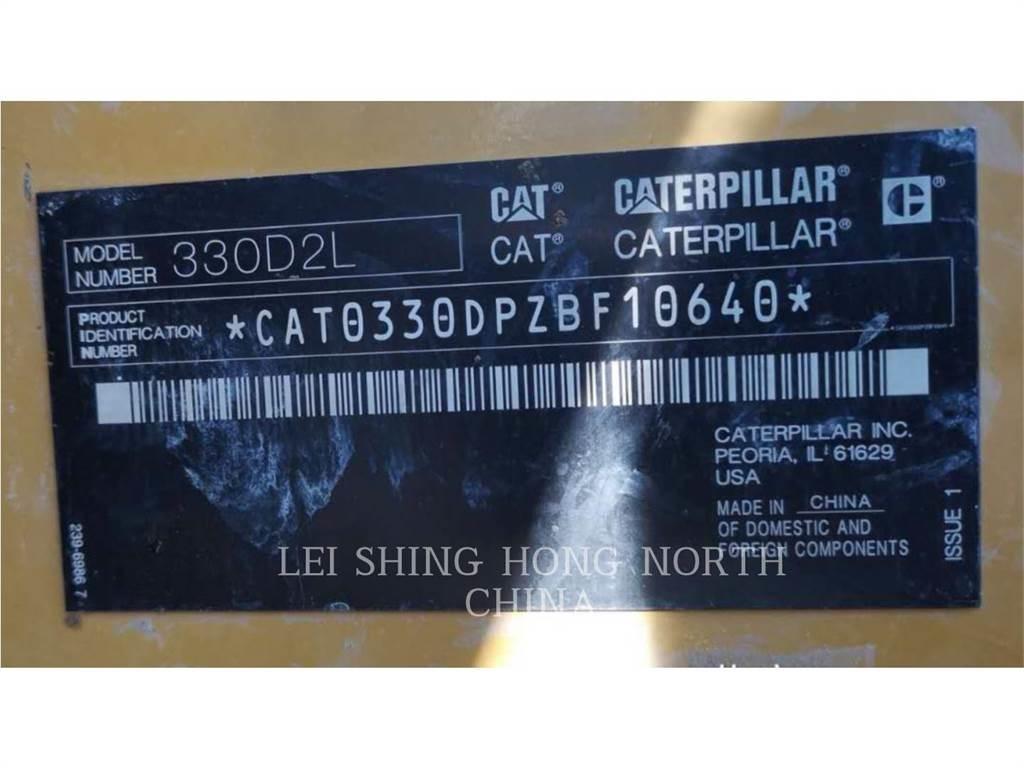 CAT® CATERPILLAR® ®
CAT® CATERPILLAR®
MODEL
NUMBER 330D2L
PRODUCT
IDENTIFICATION
NUMBER
*CAT0330DPZBF10640*
CATERPILLAR INC.
PEORIA, IL 61629
USA
MADE IN CHINA
OF DOMESTIC AND
FOREIGN COMPONENTS
ISSUE 1
239-6986 7
LEI SHING HONG NORTH
CHINA